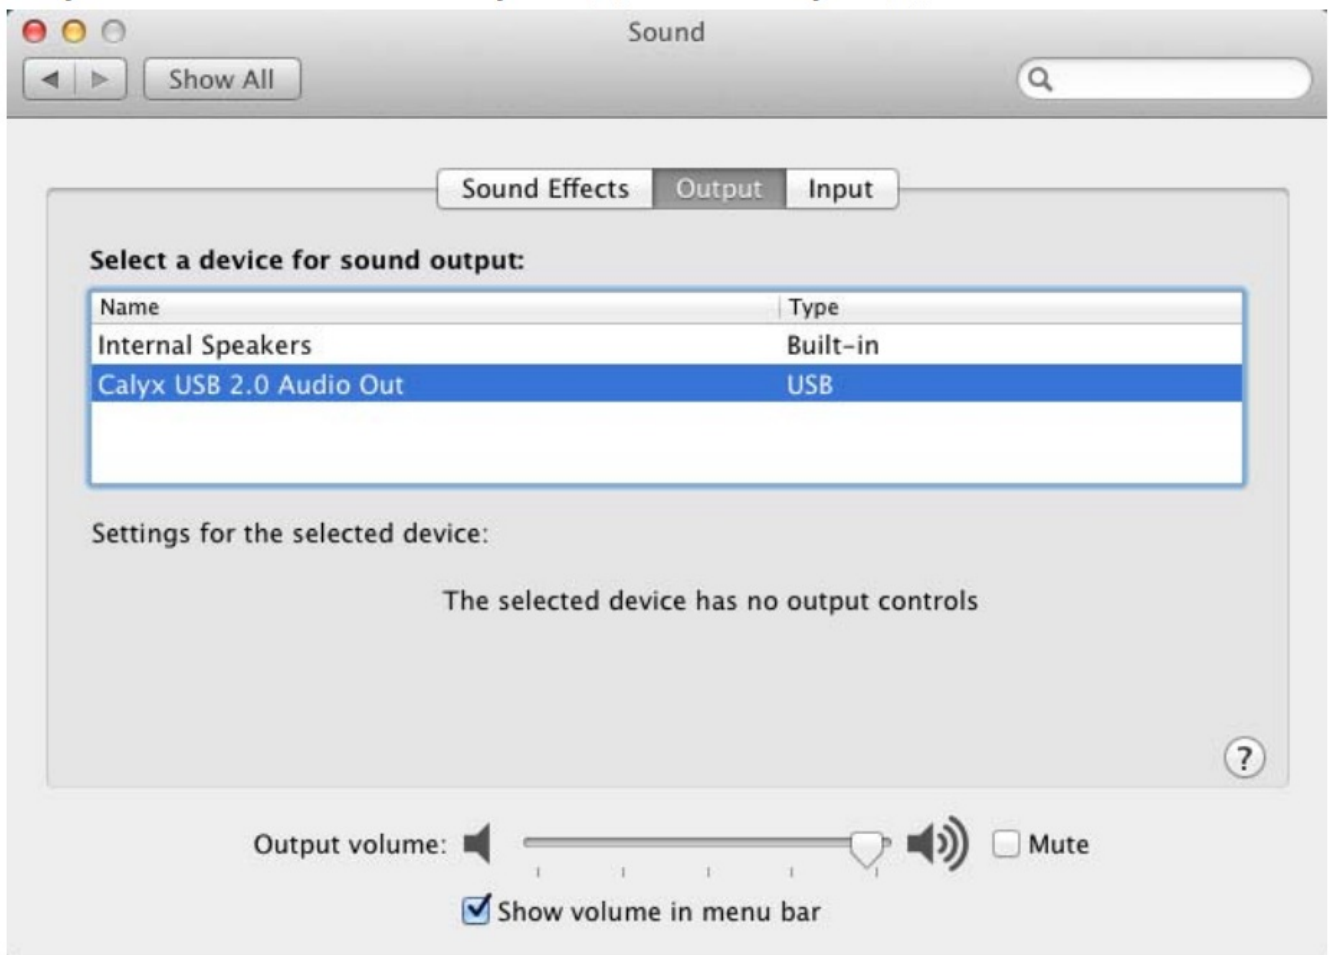 Sound
Show All
Sound Effects Output Input
Select a device for sound output:
Name Type
Internal Speakers Built-in
Calyx USB 2.0 Audio Out USB
Settings for the selected device:
The selected device has no output controls
?
Output volume: Mute
Show volume in menu bar